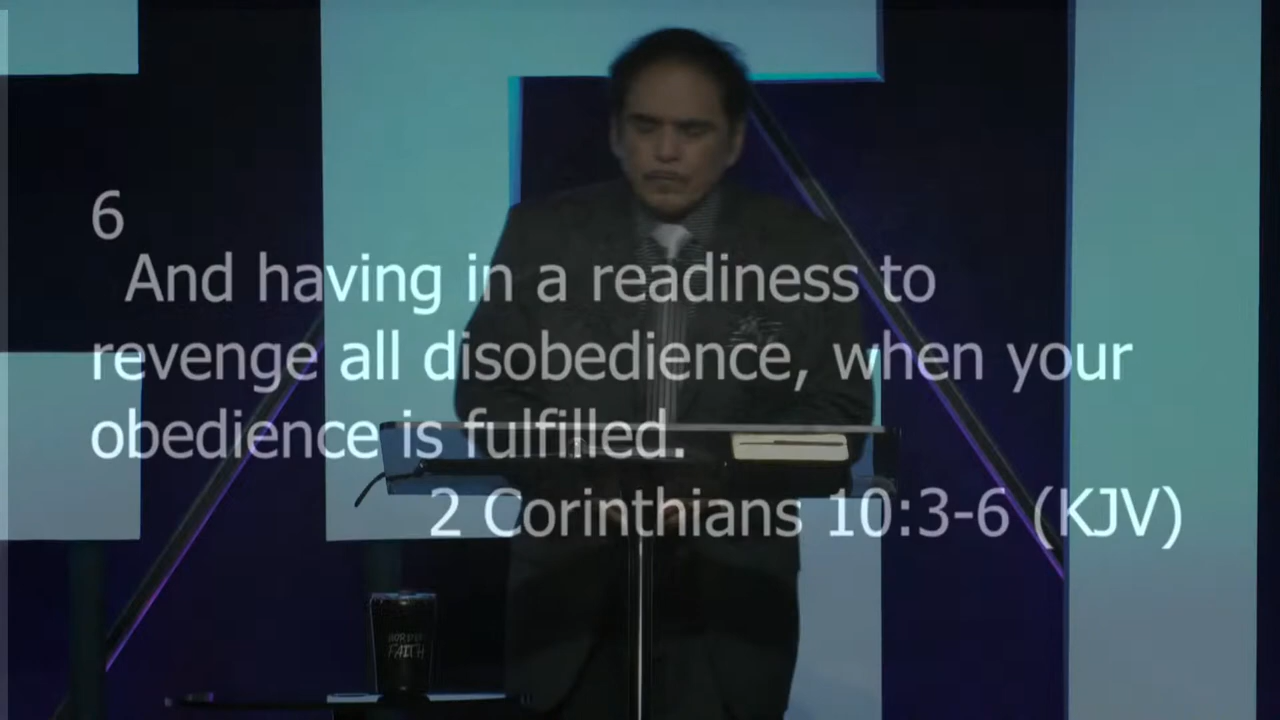 6
And having in a readiness to
revenge all disobedience, when your
obedience is fulfilled.
2 Corinthians 10:3-6 (KJV)
FAITH